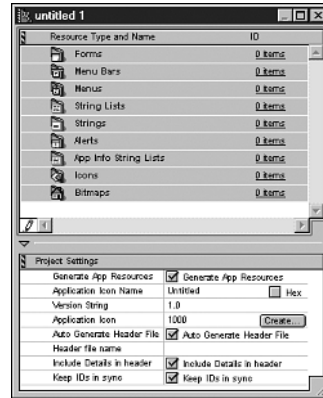 untitled 1
Resource Type and Name ID
Forms 0 items
Menu Bars 0 items
Menus 0 items
String Lists 0 items
Strings 0 items
Alerts 0 items
App Info String Lists 0 items
Icons 0 items
Bitmaps 0 items
Project Settings
Generate App Resources Generate App Resources
Application Icon Name Untitled Hex
Version String 1.0
Application Icon 1000 Create...
Auto Generate Header File Auto Generate Header File
Header file name
Include Details in header Include Details in header
Keep IDs in sync Keep IDs in sync